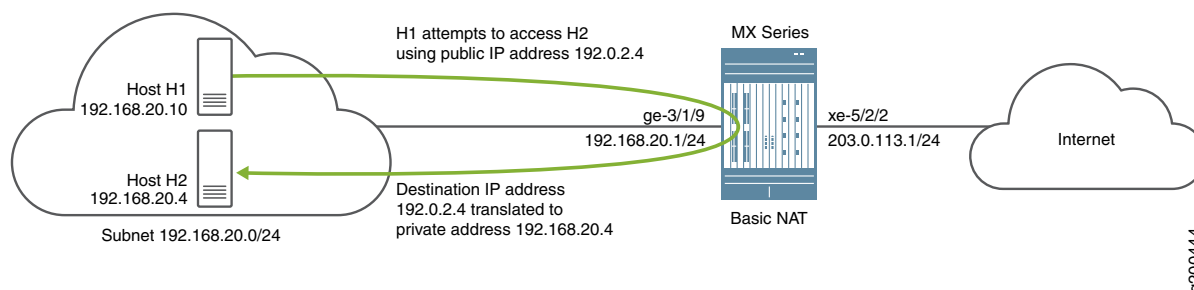 H1 attempts to access H2
using public IP address 192.0.2.4
MX Series
Host H1
192.168.20.10
ge-3/1/9
xe-5/2/2
192.168.20.1/24
203.0.113.1/24
Internet
Host H2
192.168.20.4
Destination IP address
192.0.2.4 translated to
private address 192.168.20.4
Basic NAT
Subnet 192.168.20.0/24